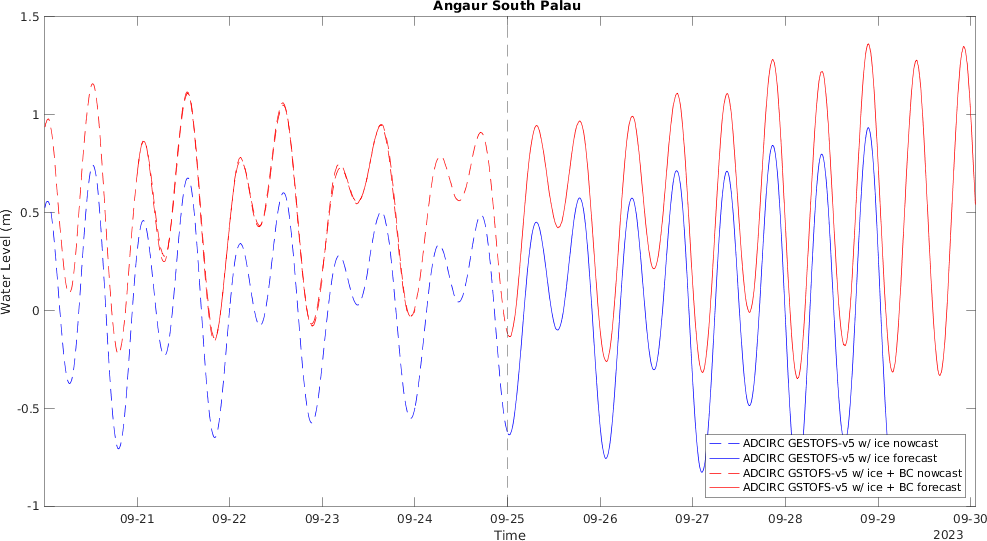 Angaur South Palau
1.5
1
0.5
0
-0.5
-1
Water Level (m)
ADCIRC GESTOFS-v5 w/ ice nowcast
ADCIRC GESTOFS-v5 w/ ice forecast
ADCIRC GSTOFS-v5 w/ ice + BC nowcast
ADCIRC GSTOFS-v5 w/ ice + BC forecast
09-21 09-22 09-23 09-24 09-25 09-26 09-27 09-28 09-29 09-30
Time
2023